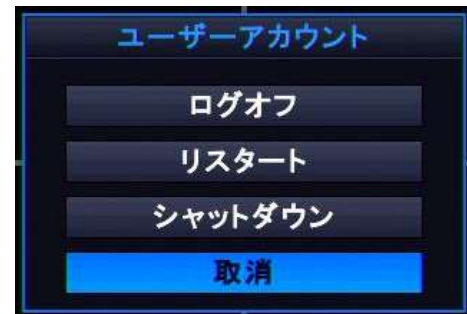 ユーザーアカウント
ログオフ
リスタート
シャットダウン
取消